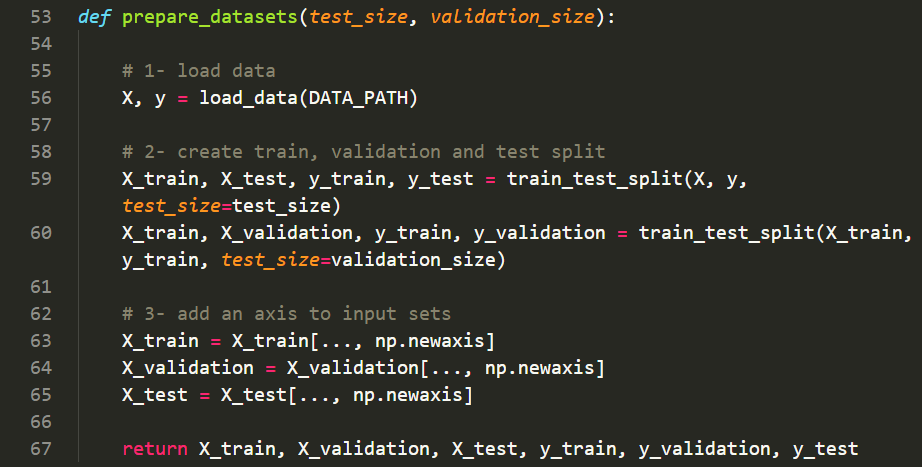 53 def prepare_datasets(test_size, validation_size):
54
55 # 1- load data
56 X, y = load_data(DATA_PATH)
57
58 # 2- create train, validation and test split
59 X_train, X_test, y_train, y_test = train_test_split(X, y,
test_size=test_size)
60 X_train, X_validation, y_train, y_validation = train_test_split(X_train,
y_train, test_size=validation_size)
61
62 # 3- add an axis to input sets
63 X_train = X_train[..., np.newaxis]
64 X_validation = X_validation[..., np.newaxis]
65 X_test = X_test[..., np.newaxis]
66
67 return X_train, X_validation, X_test, y_train, y_validation, y_test